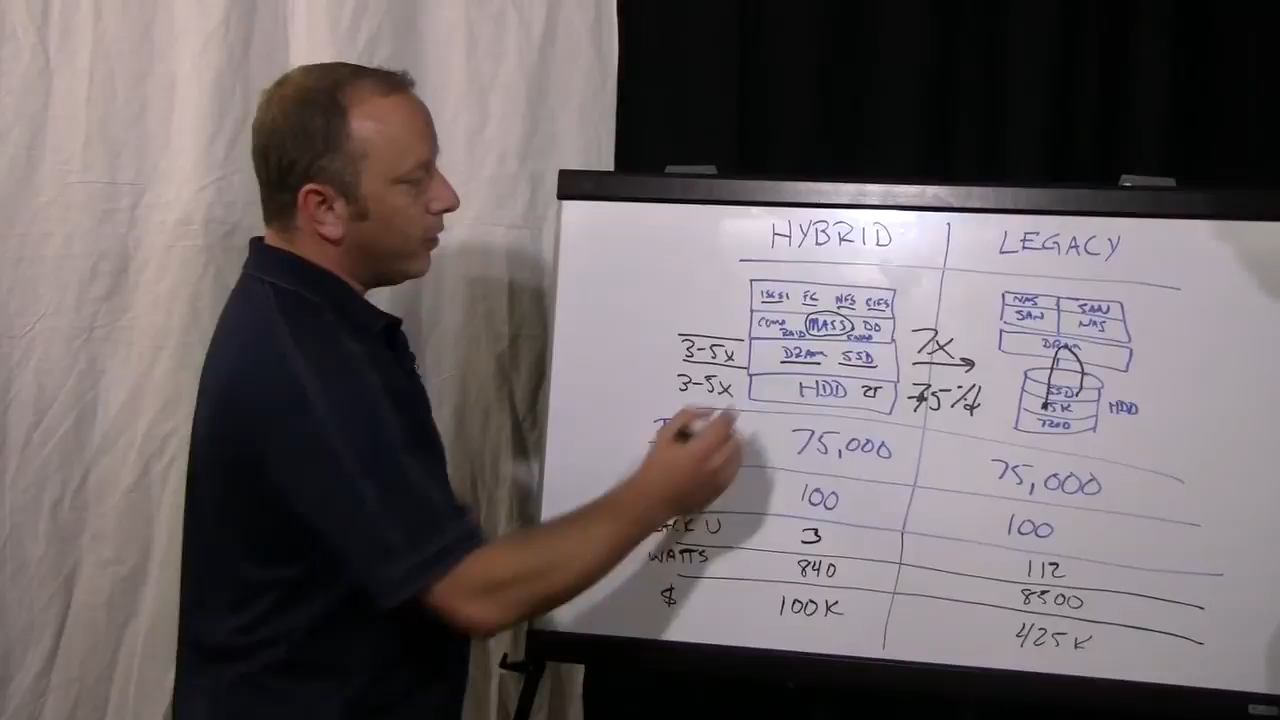 HYBRID LEGACY
ISCSI FC NFS CIFS
COMP RAID MASS DD
DRAM SSD
HDD
3-5x
3-5x
7x
75%
NAS SAN
SAN NAS
DRAM
SSD
15K
7200
HDD
75,000 75,000
100 100
RACK U 3 112
WATTS 840 8500
$ 100K 425K